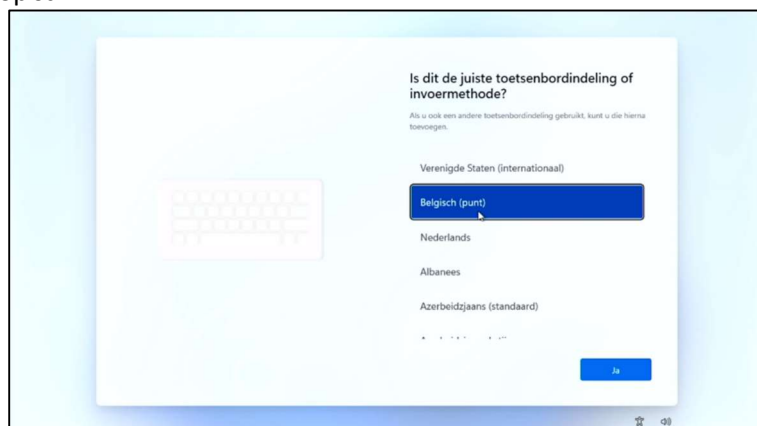 Is dit de juiste toetsenbordindeling of
invoermethode?
Als u ook een andere toetsenbordindeling gebruikt, kunt u die hierna
toevoegen.
Verenigde Staten (internationaal)
Belgisch (punt)
Nederlands
Albanees
Azerbeidzjaans (standaard)
Ja